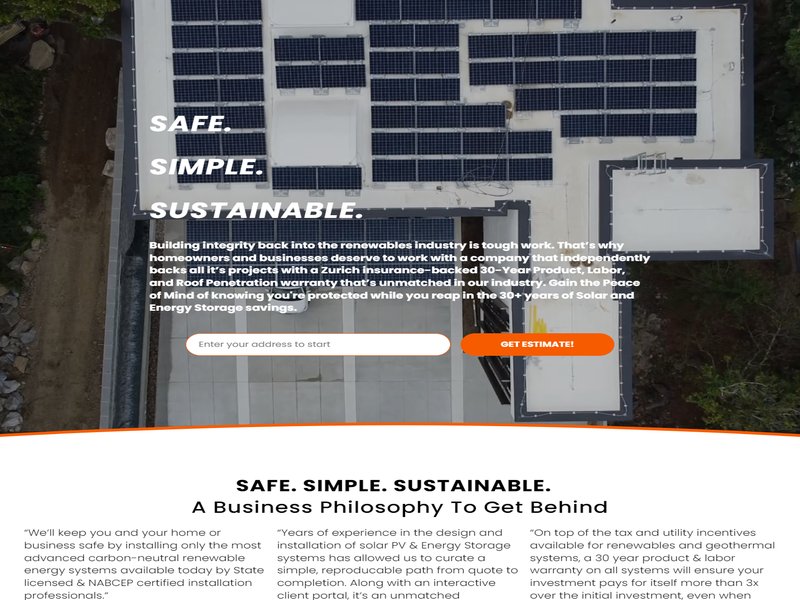 SAFE.
SIMPLE.
SUSTAINABLE.
Building integrity back into the renewables industry is tough work. That's why
homeowners and businesses deserve to work with a company that independently
backs all it's projects with a Zurich insurance-backed 30-Year Product, Labor,
and Roof Penetration warranty that's unmatched in our industry. Gain the Peace
of Mind of knowing you're protected while you reap in the 30+ years of Solar and
Energy Storage savings.
Enter your address to start
GET ESTIMATE!
SAFE. SIMPLE. SUSTAINABLE.
A Business Philosophy To Get Behind
"We'll keep you and your home or
business safe by installing only the most
advanced carbon-neutral renewable
energy systems available today by State
licensed & NABCEP certified installation
professionals."
"Years of experience in the design and
installation of solar PV & Energy Storage
systems has allowed us to curate a
simple, reproducable path from quote to
completion. Along with an interactive
client portal, it's an unmatched
"On top of the tax and utility incentives
available for renewables and geothermal
systems, a 30 year product & labor
warranty on all systems will ensure your
investment pays for itself more than 3x
over the initial investment, even when